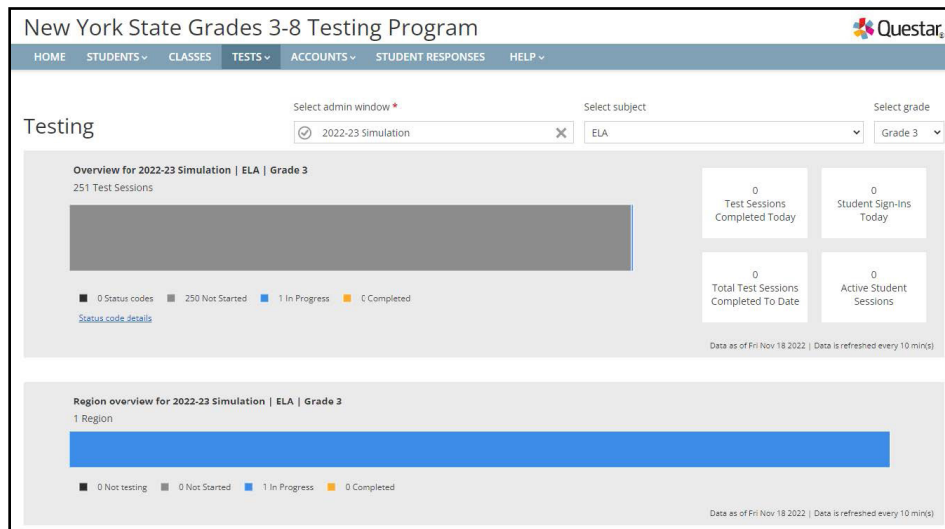 New York State Grades 3-8 Testing Program
Questar®
HOME STUDENTS CLASSES TESTS ACCOUNTS STUDENT RESPONSES HELP
Testing
Select admin window *
2022-23 Simulation
Select subject
ELA
Select grade
Grade 3
Overview for 2022-23 Simulation | ELA | Grade 3
251 Test Sessions
0 Status codes 250 Not Started 1 In Progress 0 Completed
Status code details
0
Test Sessions
Completed Today
0
Student Sign-Ins
Today
0
Total Test Sessions
Completed To Date
0
Active Student
Sessions
Data as of Fri Nov 18 2022 | Data is refreshed every 10 min(s)
Region overview for 2022-23 Simulation | ELA | Grade 3
1 Region
0 Not testing 0 Not Started 1 In Progress 0 Completed
Data as of Fri Nov 18 2022 | Data is refreshed every 10 min(s)